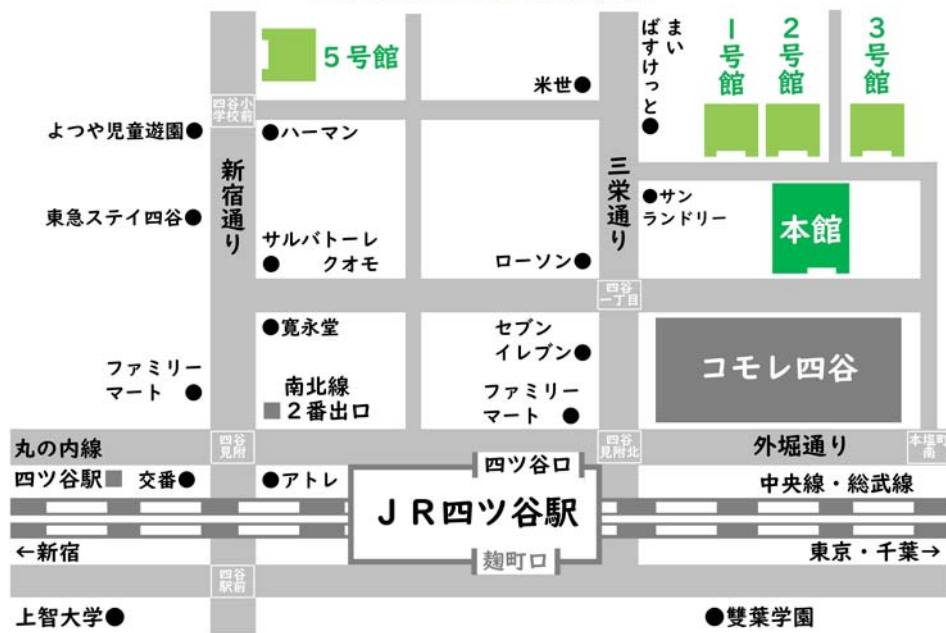 5号館
1号館
2号館
3号館
まい
ばすけっと
米世
四谷小
学校前
よつや児童遊園
ハーマン
新宿通り
三栄通り
東急ステイ四谷
サン
ランドリー
本館
サルバトーレ
クオモ
ローソン
四谷
一丁目
寛永堂
セブン
イレブン
コモレ四谷
ファミリー
マート
南北線
2番出口
ファミリー
マート
丸の内線
四谷
見附
四谷
見附北
外堀通り
本塩町
南
四ツ谷駅
交番
アトレ
四ツ谷口
中央線・総武線
JR四ツ谷駅
←新宿
麹町口
東京・千葉→
四谷
駅前
上智大学
雙葉学園